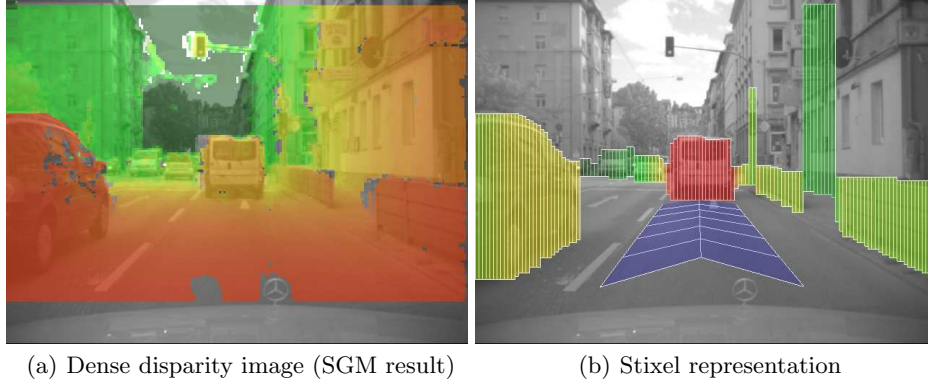 (a) Dense disparity image (SGM result)
(b) Stixel representation